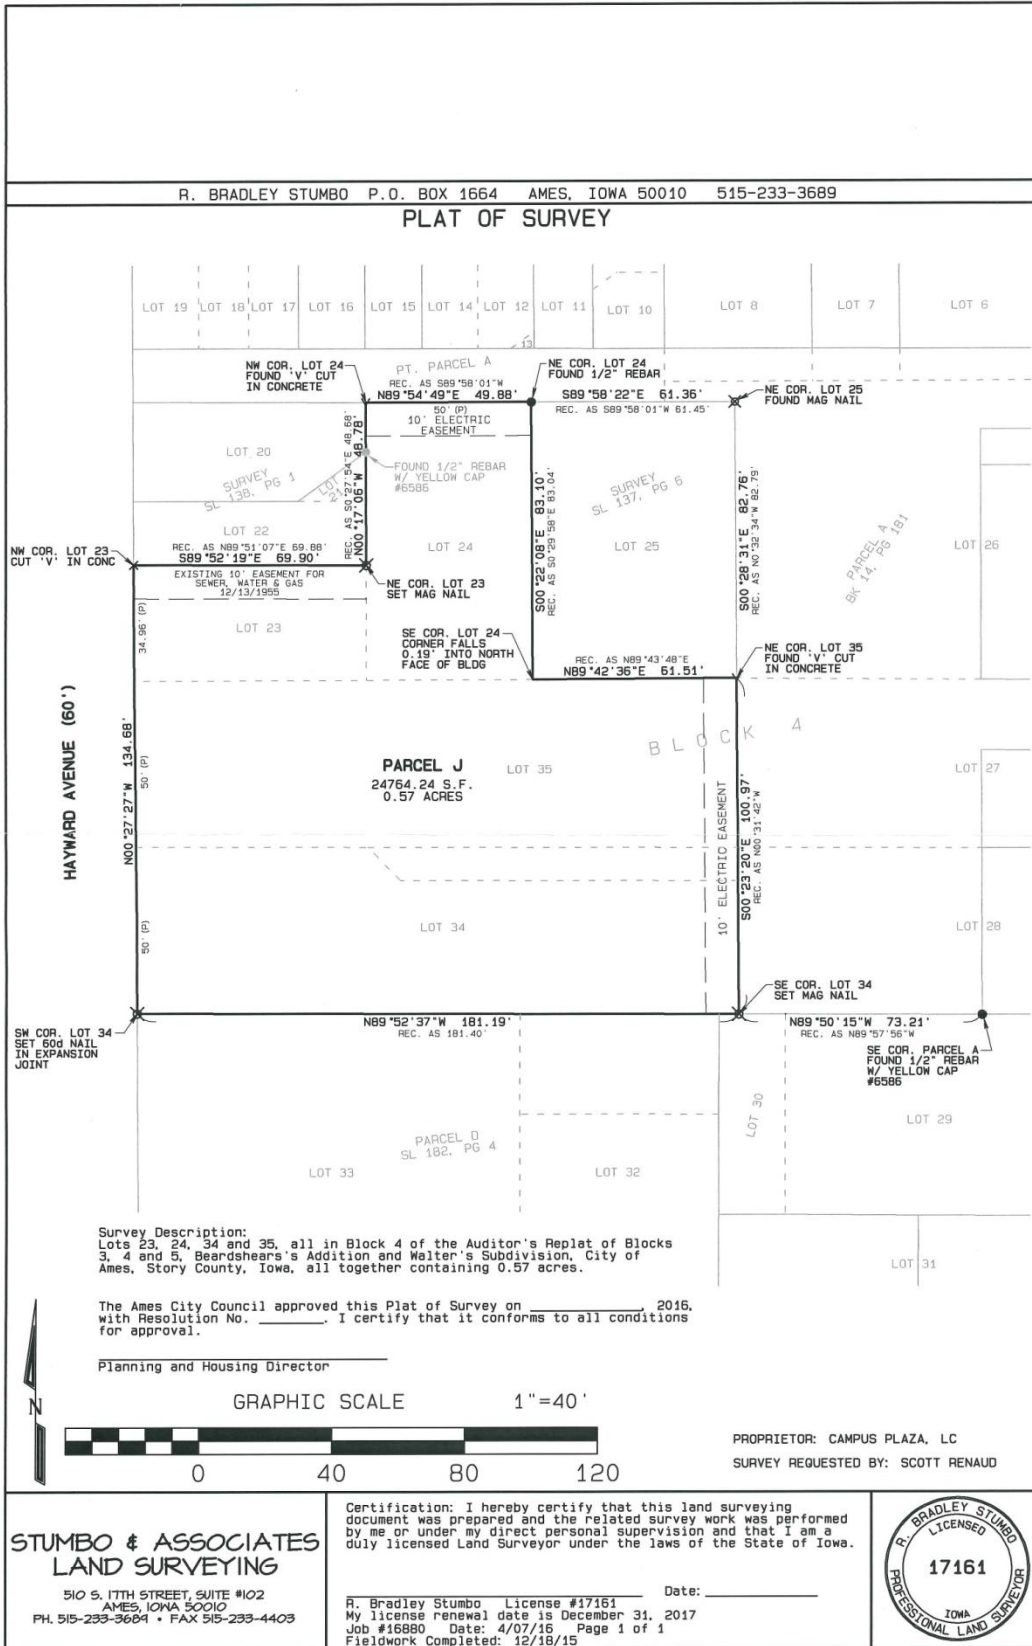 R. BRADLEY STUMBO P.O. BOX 1664 AMES, IOWA 50010 515-233-3689
PLAT OF SURVEY
LOT 19
LOT 18
LOT 17
LOT 16
LOT 15
LOT 14
LOT 12
LOT 11
LOT 10
LOT 8
LOT 7
LOT 6
13
NW COR. LOT 24
FOUND 'V' CUT
IN CONCRETE
PT. PARCEL A
REC. AS S89°58'01"W
N89°54'49"E 49.88'
50' (P)
10' ELECTRIC
EASEMENT
NE COR. LOT 24
FOUND 1/2" REBAR
S89°58'22"E 61.36'
REC. AS S89°58'01"W 61.45'
NE COR. LOT 25
FOUND MAG NAIL
LOT 20
SURVEY
SL 138, PG 1
LOT
21
REC. AS S0°27'54"E 48.68'
N00°17'06"W 48.78'
FOUND 1/2" REBAR
W/ YELLOW CAP
#6586
SURVEY
SL 137, PG 6
S00°22'08"E 83.10'
REC. AS S0°29'58"E 83.04'
S00°28'31"E 82.76'
REC. AS N0°32'34"W 82.79'
PARCEL A
BK 14, PG 181
LOT 22
LOT 24
LOT 25
LOT 26
NW COR. LOT 23
CUT 'V' IN CONC
REC. AS N89°51'07"E 69.88'
S89°52'19"E 69.90'
EXISTING 10' EASEMENT FOR
SEWER, WATER & GAS
12/13/1955
NE COR. LOT 23
SET MAG NAIL
34.96' (P)
LOT 23
SE COR. LOT 24
CORNER FALLS
0.19' INTO NORTH
FACE OF BLDG
REC. AS N89°43'48"E
N89°42'36"E 61.51'
NE COR. LOT 35
FOUND 'V' CUT
IN CONCRETE
HAYWARD AVENUE (60')
N00°27'27"W 134.68'
50' (P)
PARCEL J
24764.24 S.F.
0.57 ACRES
LOT 35
BLOCK 4
LOT 27
10' ELECTRIC EASEMENT
S00°23'20"E 100.97'
REC. AS N00°31'42"W
50' (P)
LOT 34
LOT 28
SE COR. LOT 34
SET MAG NAIL
SW COR. LOT 34
SET 60d NAIL
IN EXPANSION
JOINT
N89°52'37"W 181.19'
REC. AS 181.40'
N89°50'15"W 73.21'
REC. AS N89°57'56"W
SE COR. PARCEL A
FOUND 1/2" REBAR
W/ YELLOW CAP
#6586
LOT 30
LOT 29
PARCEL D
SL 182, PG 4
LOT 33
LOT 32
LOT 31
Survey Description:
Lots 23, 24, 34 and 35, all in Block 4 of the Auditor's Replat of Blocks
3, 4 and 5, Beardshears's Addition and Walter's Subdivision, City of
Ames, Story County, Iowa, all together containing 0.57 acres.
The Ames City Council approved this Plat of Survey on ____________, 2016,
with Resolution No. _______. I certify that it conforms to all conditions
for approval.
Planning and Housing Director
N
GRAPHIC SCALE 1"=40'
0 40 80 120
PROPRIETOR: CAMPUS PLAZA, LC
SURVEY REQUESTED BY: SCOTT RENAUD
STUMBO & ASSOCIATES
LAND SURVEYING
510 S. 17TH STREET, SUITE #102
AMES, IOWA 50010
PH. 515-233-3689 • FAX 515-233-4403
Certification: I hereby certify that this land surveying
document was prepared and the related survey work was performed
by me or under my direct personal supervision and that I am a
duly licensed Land Surveyor under the laws of the State of Iowa.
Date:
R. Bradley Stumbo License #17161
My license renewal date is December 31, 2017
Job #16880 Date: 4/07/16 Page 1 of 1
Fieldwork Completed: 12/18/15
R. BRADLEY STUMBO
LICENSED
17161
IOWA
PROFESSIONAL LAND SURVEYOR